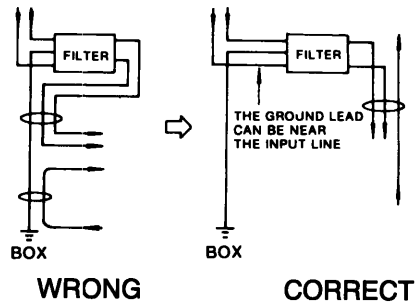 FILTER
BOX
WRONG
FILTER
THE GROUND LEAD
CAN BE NEAR
THE INPUT LINE
BOX
CORRECT